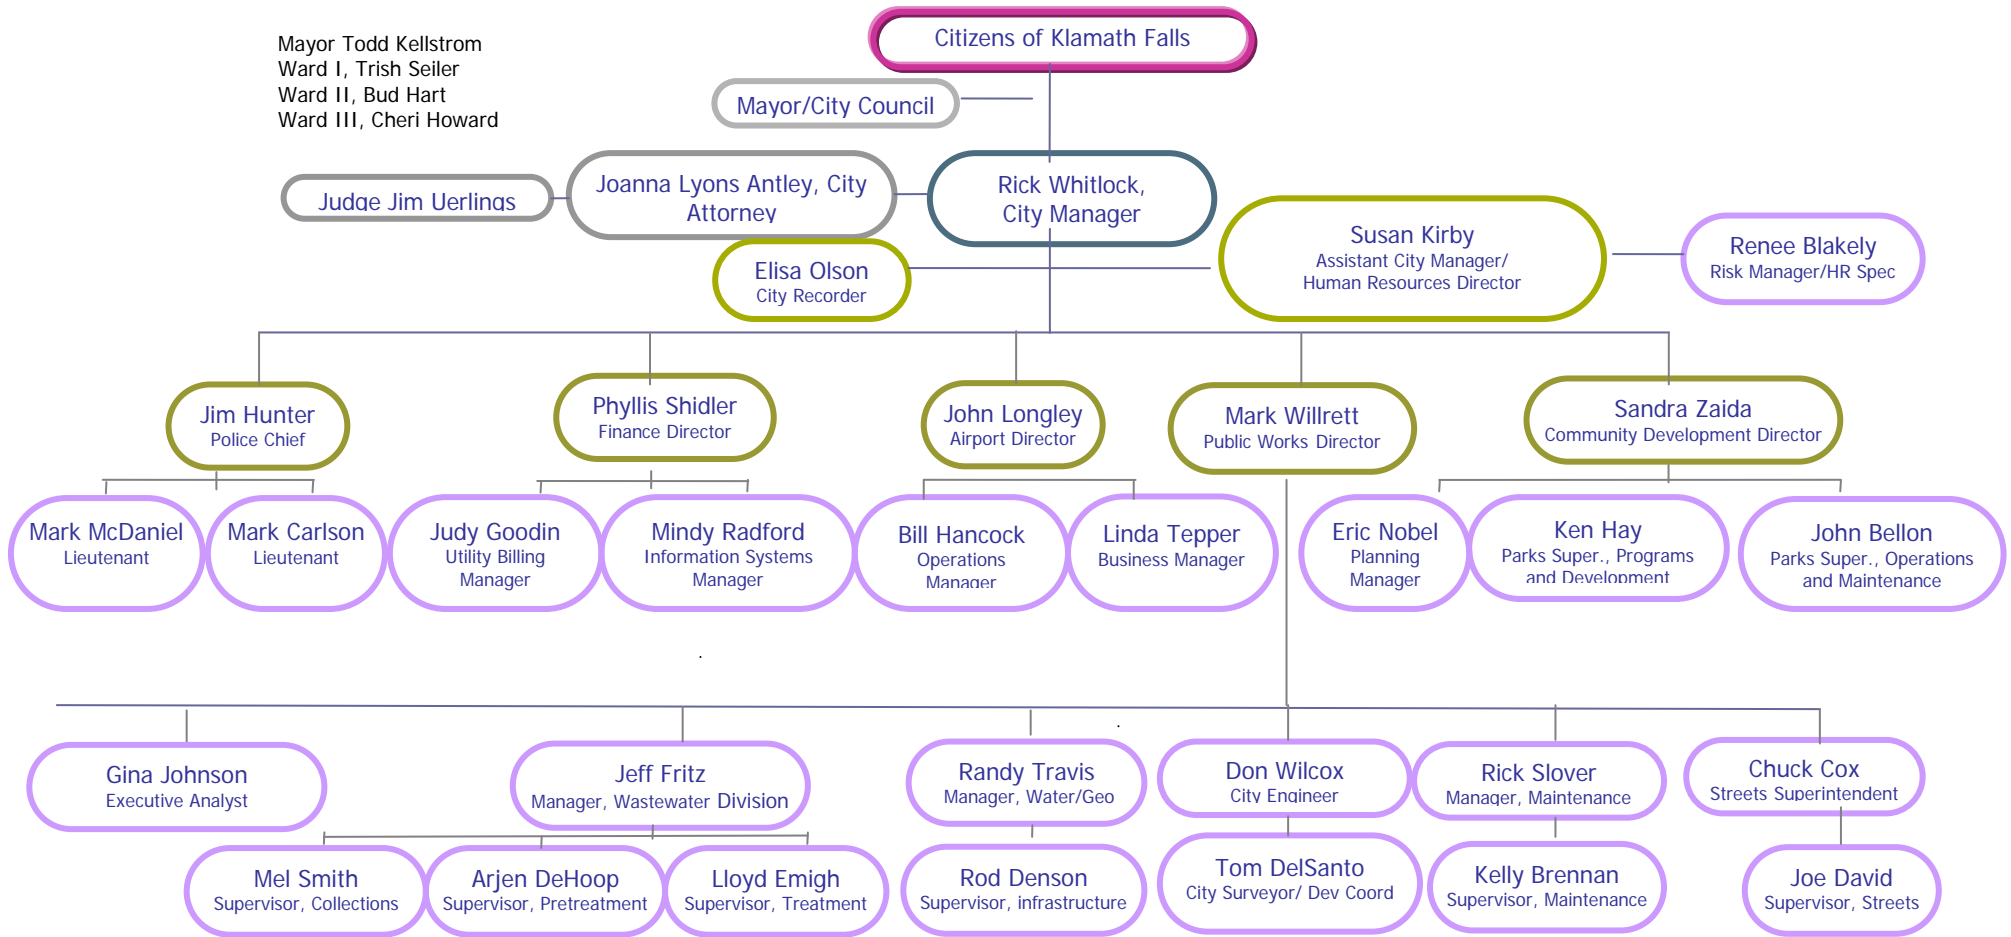 Citizens of Klamath Falls
Mayor Todd Kellstrom
Ward I, Trish Seiler
Ward II, Bud Hart
Ward III, Cheri Howard
Mayor/City Council
Judge Jim Uerlings
Joanna Lyons Antley, City
Attorney
Rick Whitlock,
City Manager
Elisa Olson
City Recorder
Susan Kirby
Assistant City Manager/
Human Resources Director
Renee Blakely
Risk Manager/HR Spec
Jim Hunter
Police Chief
Phyllis Shidler
Finance Director
John Longley
Airport Director
Mark Willrett
Public Works Director
Sandra Zaida
Community Development Director
Mark McDaniel
Lieutenant
Mark Carlson
Lieutenant
Judy Goodin
Utility Billing
Manager
Mindy Radford
Information Systems
Manager
Bill Hancock
Operations
Manager
Linda Tepper
Business Manager
Eric Nobel
Planning
Manager
Ken Hay
Parks Super., Programs
and Development
John Bellon
Parks Super., Operations
and Maintenance
Gina Johnson
Executive Analyst
Jeff Fritz
Manager, Wastewater Division
Randy Travis
Manager, Water/Geo
Don Wilcox
City Engineer
Rick Slover
Manager, Maintenance
Chuck Cox
Streets Superintendent
Mel Smith
Supervisor, Collections
Arjen DeHoop
Supervisor, Pretreatment
Lloyd Emigh
Supervisor, Treatment
Rod Denson
Supervisor, infrastructure
Tom DelSanto
City Surveyor/ Dev Coord
Kelly Brennan
Supervisor, Maintenance
Joe David
Supervisor, Streets